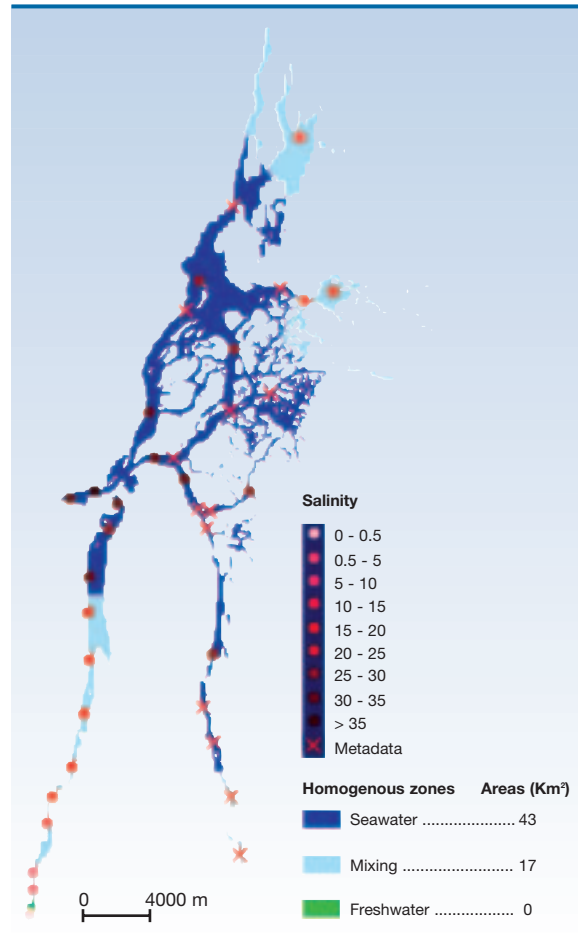 Salinity
0 - 0.5
0.5 - 5
5 - 10
10 - 15
15 - 20
20 - 25
25 - 30
30 - 35
> 35
Metadata
Homogenous zones Areas (Km²)
Seawater ..................... 43
Mixing ......................... 17
Freshwater ................... 0
0 4000 m